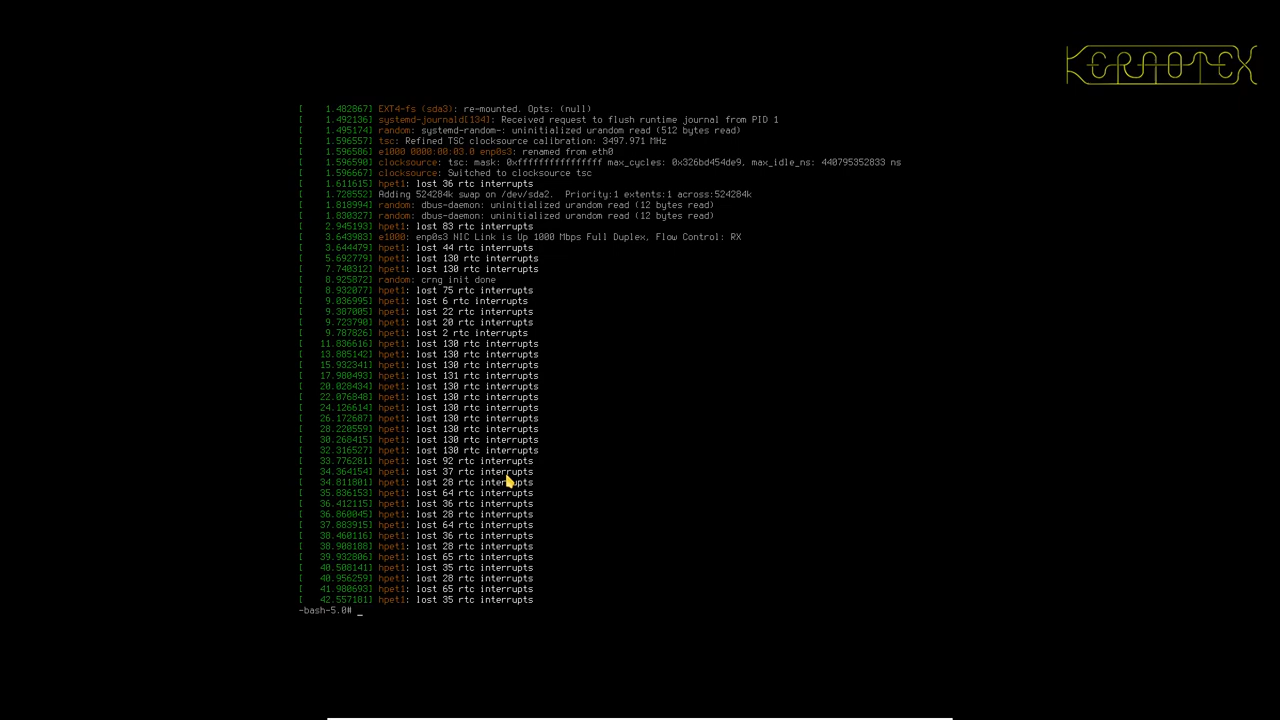 KERNOTEX
[    1.482867] EXT4-fs (sda3): re-mounted. Opts: (null)
[    1.492136] systemd-journald[134]: Received request to flush runtime journal from PID 1
[    1.495174] random: systemd-random-: uninitialized urandom read (512 bytes read)
[    1.596557] tsc: Refined TSC clocksource calibration: 3497.971 MHz
[    1.596586] e1000 0000:00:03.0 enp0s3: renamed from eth0
[    1.596590] clocksource: tsc: mask: 0xffffffffffffffff max_cycles: 0x326bd454de9, max_idle_ns: 440795352833 ns
[    1.596667] clocksource: Switched to clocksource tsc
[    1.611615] hpet1: lost 36 rtc interrupts
[    1.728552] Adding 524284k swap on /dev/sda2.  Priority:1 extents:1 across:524284k
[    1.818994] random: dbus-daemon: uninitialized urandom read (12 bytes read)
[    1.830327] random: dbus-daemon: uninitialized urandom read (12 bytes read)
[    2.945193] hpet1: lost 83 rtc interrupts
[    3.643983] e1000: enp0s3 NIC Link is Up 1000 Mbps Full Duplex, Flow Control: RX
[    3.644479] hpet1: lost 44 rtc interrupts
[    5.692779] hpet1: lost 130 rtc interrupts
[    7.740312] hpet1: lost 130 rtc interrupts
[    8.925872] random: crng init done
[    8.932077] hpet1: lost 75 rtc interrupts
[    9.036995] hpet1: lost 6 rtc interrupts
[    9.387005] hpet1: lost 22 rtc interrupts
[    9.723790] hpet1: lost 20 rtc interrupts
[    9.787826] hpet1: lost 2 rtc interrupts
[   11.836616] hpet1: lost 130 rtc interrupts
[   13.885142] hpet1: lost 130 rtc interrupts
[   15.932341] hpet1: lost 130 rtc interrupts
[   17.980493] hpet1: lost 131 rtc interrupts
[   20.028434] hpet1: lost 130 rtc interrupts
[   22.076848] hpet1: lost 130 rtc interrupts
[   24.126614] hpet1: lost 130 rtc interrupts
[   26.172687] hpet1: lost 130 rtc interrupts
[   28.220559] hpet1: lost 130 rtc interrupts
[   30.268415] hpet1: lost 130 rtc interrupts
[   32.316527] hpet1: lost 130 rtc interrupts
[   33.776281] hpet1: lost 92 rtc interrupts
[   34.364154] hpet1: lost 37 rtc interrupts
[   34.811801] hpet1: lost 28 rtc interrupts
[   35.836153] hpet1: lost 64 rtc interrupts
[   36.412115] hpet1: lost 36 rtc interrupts
[   36.860045] hpet1: lost 28 rtc interrupts
[   37.883915] hpet1: lost 64 rtc interrupts
[   38.460116] hpet1: lost 36 rtc interrupts
[   38.908188] hpet1: lost 28 rtc interrupts
[   39.932806] hpet1: lost 65 rtc interrupts
[   40.508141] hpet1: lost 35 rtc interrupts
[   40.956259] hpet1: lost 28 rtc interrupts
[   41.980693] hpet1: lost 65 rtc interrupts
[   42.557181] hpet1: lost 35 rtc interrupts
-bash-5.0# _